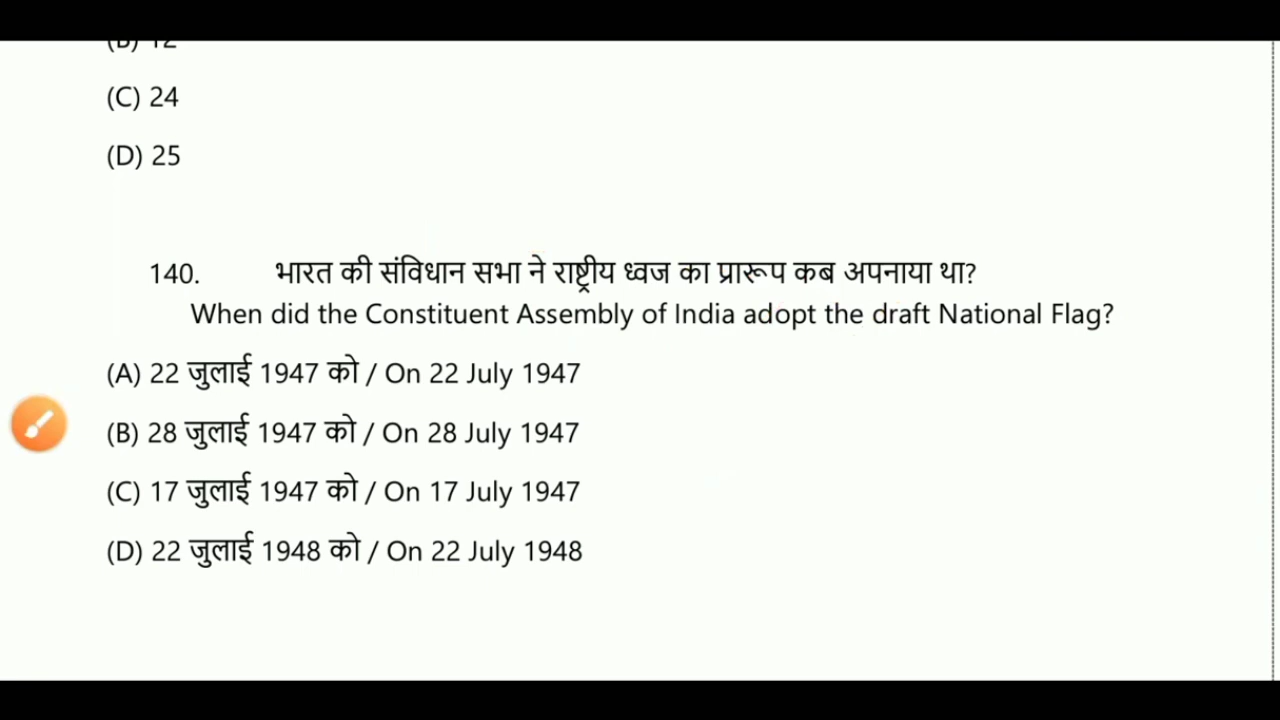 (B) 12
(C) 24
(D) 25
140. भारत की संविधान सभा ने राष्ट्रीय ध्वज का प्रारूप कब अपनाया था?
When did the Constituent Assembly of India adopt the draft National Flag?
(A) 22 जुलाई 1947 को / On 22 July 1947
(B) 28 जुलाई 1947 को / On 28 July 1947
(C) 17 जुलाई 1947 को / On 17 July 1947
(D) 22 जुलाई 1948 को / On 22 July 1948